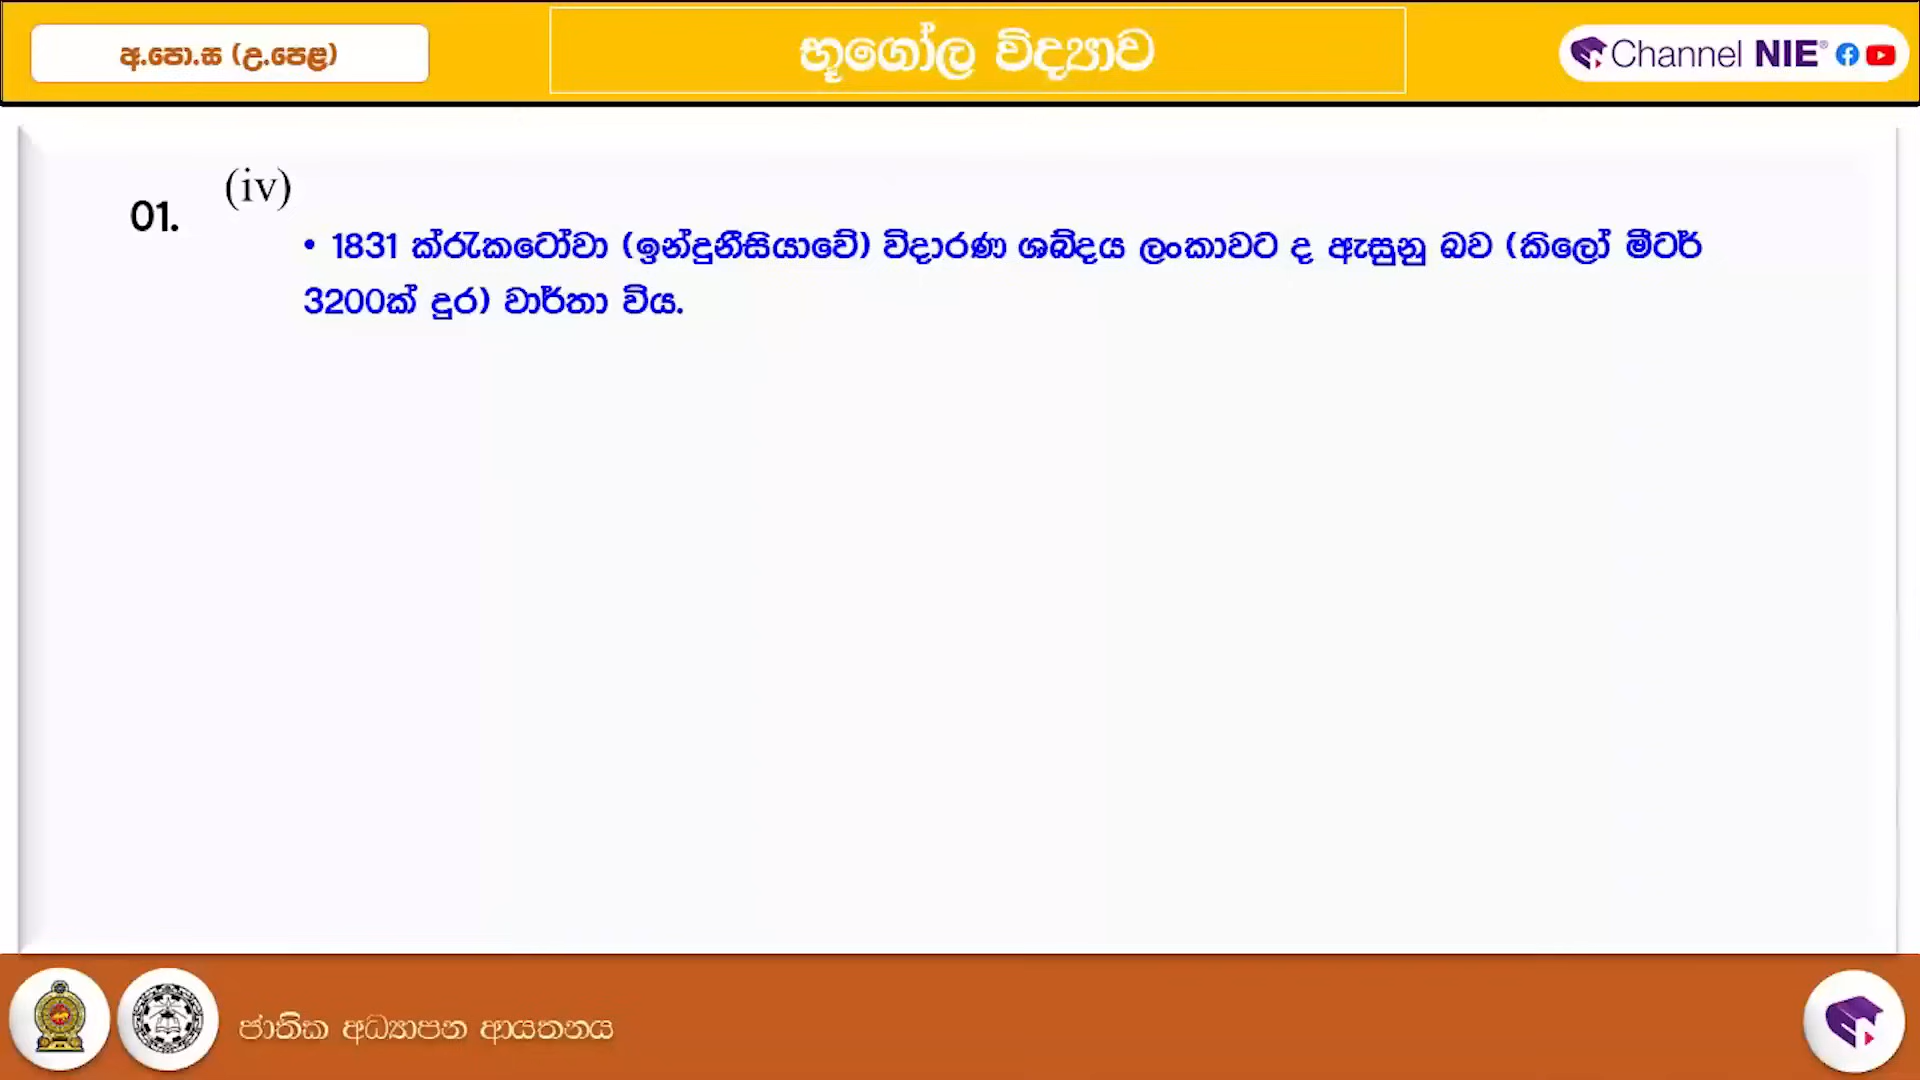 අ.පො.ස (උ.පෙළ)
භූගෝල විද්‍යාව
Channel NIE®
01.
(iv)
• 1831 ක්රැකටෝවා (ඉන්දුනීසියාවේ) විදාරණ ශබ්දය ලංකාවට ද ඇසුනු බව (කිලෝ මීටර්
3200ක් දුර) වාර්තා විය.
ජාතික අධ්‍යාපන ආයතනය